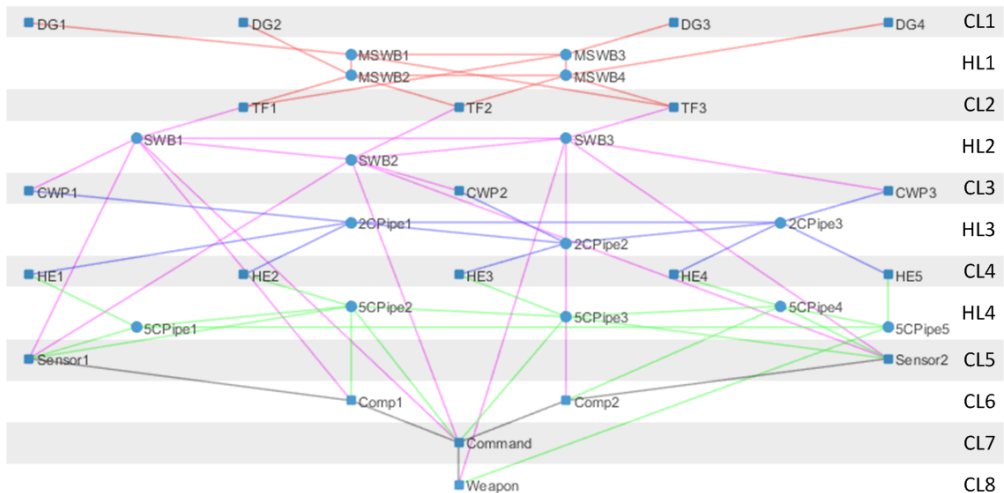 DG1 DG2 DG3 DG4 CL1
MSWB1 MSWB3 HL1
MSWB2 MSWB4
TF1 TF2 TF3 CL2
SWB1 SWB3 HL2
SWB2
CWP1 CWP2 CWP3 CL3
2CPipe1 2CPipe3 HL3
2CPipe2
HE1 HE2 HE3 HE4 HE5 CL4
5CPipe2 5CPipe4 HL4
5CPipe3
5CPipe1 5CPipe5
Sensor1 Sensor2 CL5
Comp1 Comp2 CL6
Command CL7
Weapon CL8